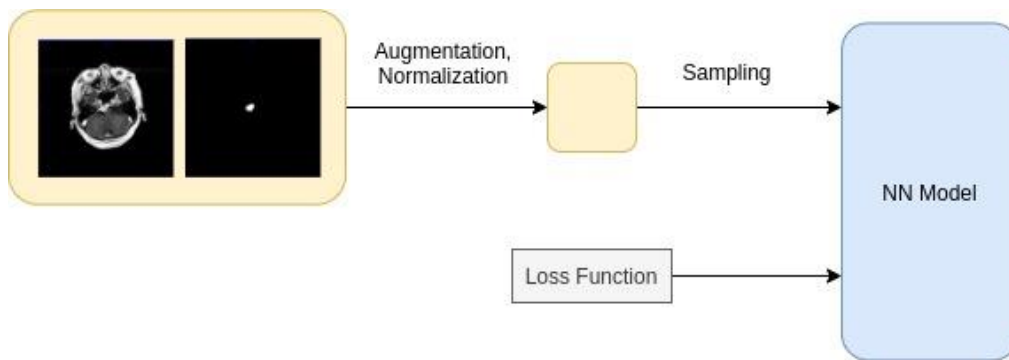 Augmentation,
Normalization
Sampling
NN Model
Loss Function